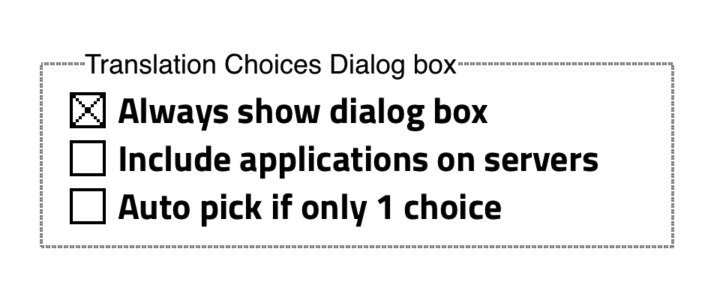 Translation Choices Dialog box
Always show dialog box
Include applications on servers
Auto pick if only 1 choice